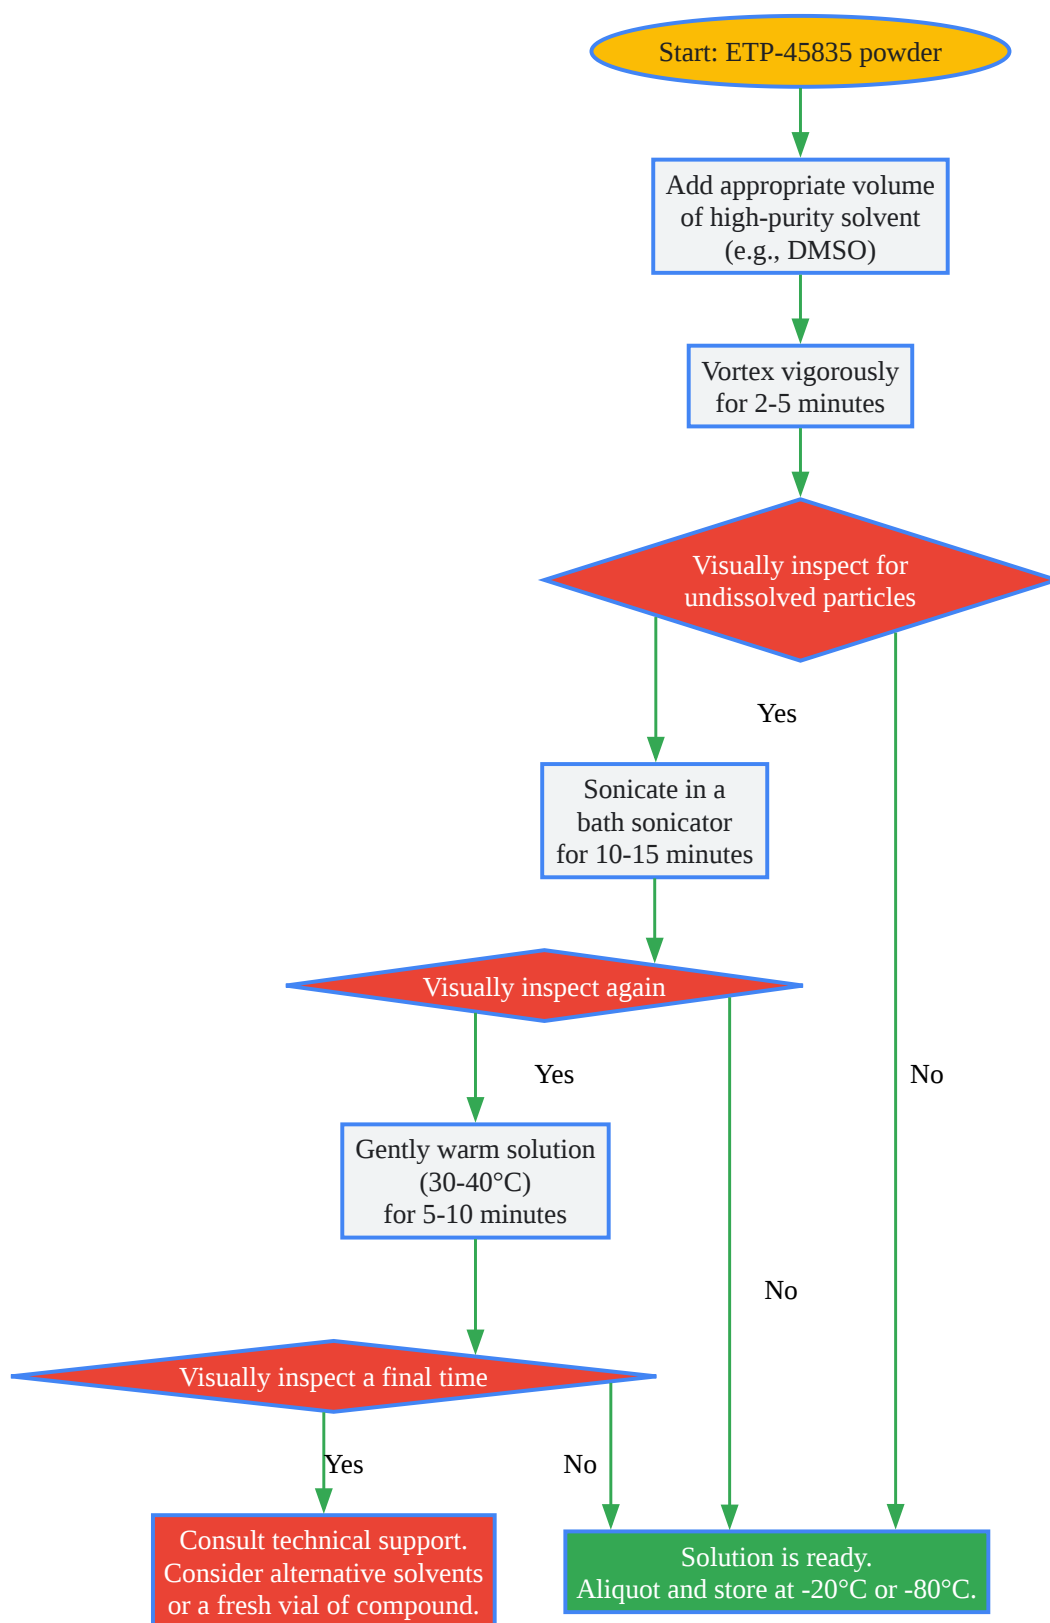 Start: ETP-45835 powder
Add appropriate volume
of high-purity solvent
(e.g., DMSO)
Vortex vigorously
for 2-5 minutes
Visually inspect for
undissolved particles
Yes
Sonicate in a
bath sonicator
for 10-15 minutes
Visually inspect again
Yes
No
Gently warm solution
(30-40°C)
for 5-10 minutes
No
Visually inspect a final time
Yes
No
Consult technical support.
Consider alternative solvents
or a fresh vial of compound.
Solution is ready.
Aliquot and store at -20°C or -80°C.